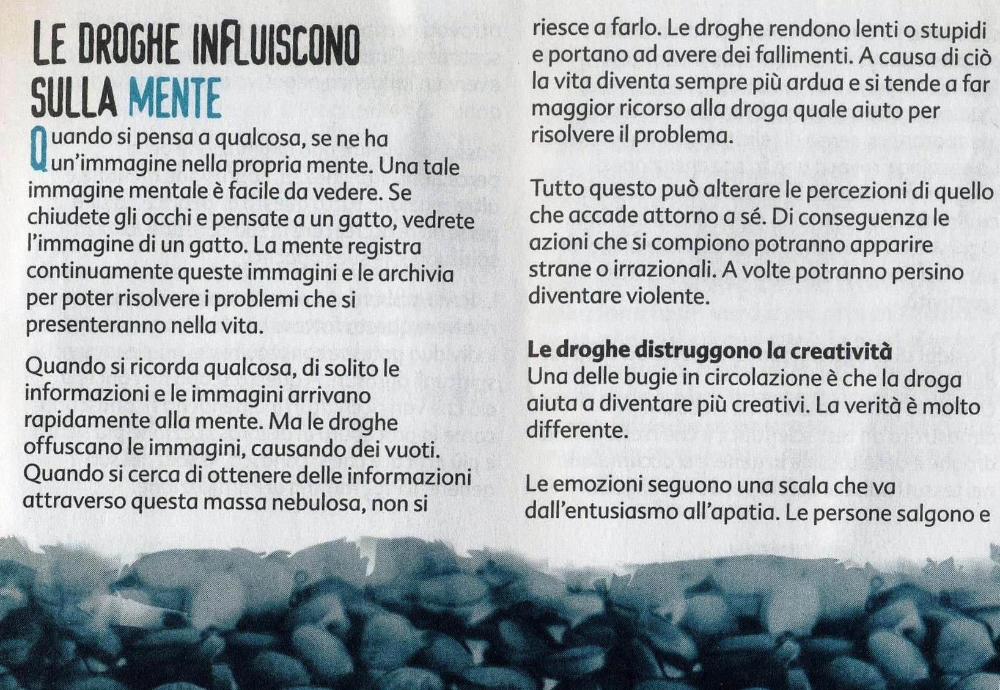 LE DROGHE INFLUISCONO
SULLA MENTE
Quando si pensa a qualcosa, se ne ha
un'immagine nella propria mente. Una tale
immagine mentale è facile da vedere. Se
chiudete gli occhi e pensate a un gatto, vedrete
l'immagine di un gatto. La mente registra
continuamente queste immagini e le archivia
per poter risolvere i problemi che si
presenteranno nella vita.
Quando si ricorda qualcosa, di solito le
informazioni e le immagini arrivano
rapidamente alla mente. Ma le droghe
offuscano le immagini, causando dei vuoti.
Quando si cerca di ottenere delle informazioni
attraverso questa massa nebulosa, non si
riesce a farlo. Le droghe rendono lenti o stupidi
e portano ad avere dei fallimenti. A causa di ciò
la vita diventa sempre più ardua e si tende a far
maggior ricorso alla droga quale aiuto per
risolvere il problema.
Tutto questo può alterare le percezioni di quello
che accade attorno a sé. Di conseguenza le
azioni che si compiono potranno apparire
strane o irrazionali. A volte potranno persino
diventare violente.
Le droghe distruggono la creatività
Una delle bugie in circolazione è che la droga
aiuta a diventare più creativi. La verità è molto
differente.
Le emozioni seguono una scala che va
dall'entusiasmo all'apatia. Le persone salgono e